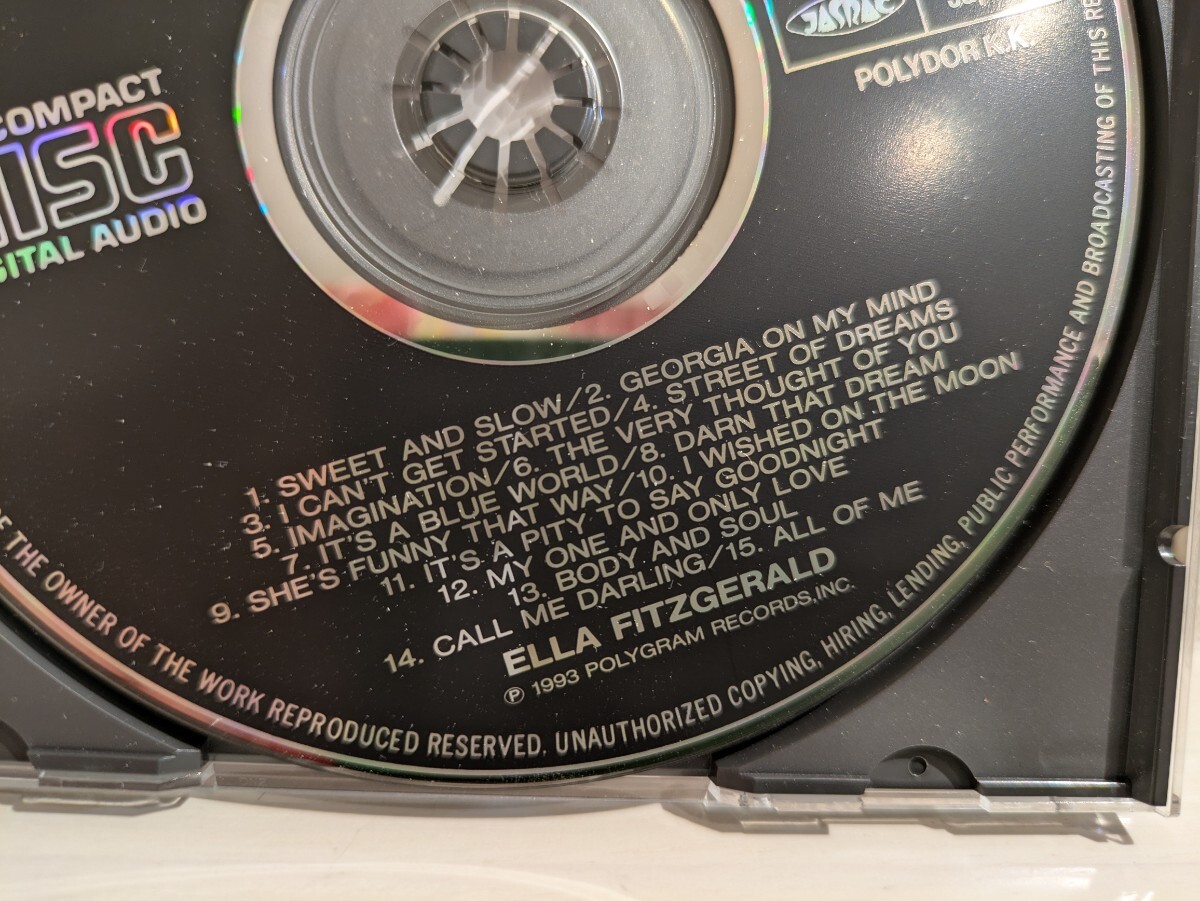 COMPACT
DISC
DIGITAL AUDIO
JASRAC
POLYDOR K.K.
1. SWEET AND SLOW/2. GEORGIA ON MY MIND
3. I CAN'T GET STARTED/4. STREET OF DREAMS
5. IMAGINATION/6. THE VERY THOUGHT OF YOU
7. IT'S A BLUE WORLD/8. DARN THAT DREAM
9. SHE'S FUNNY THAT WAY/10. I WISHED ON THE MOON
11. IT'S A PITY TO SAY GOODNIGHT
12. MY ONE AND ONLY LOVE
13. BODY AND SOUL
14. CALL ME DARLING/15. ALL OF ME
ELLA FITZGERALD
Ⓟ 1993 POLYGRAM RECORDS, INC.
THE OWNER OF THE WORK REPRODUCED RESERVED. UNAUTHORIZED COPYING, HIRING, LENDING, PUBLIC PERFORMANCE AND BROADCASTING OF THIS RE